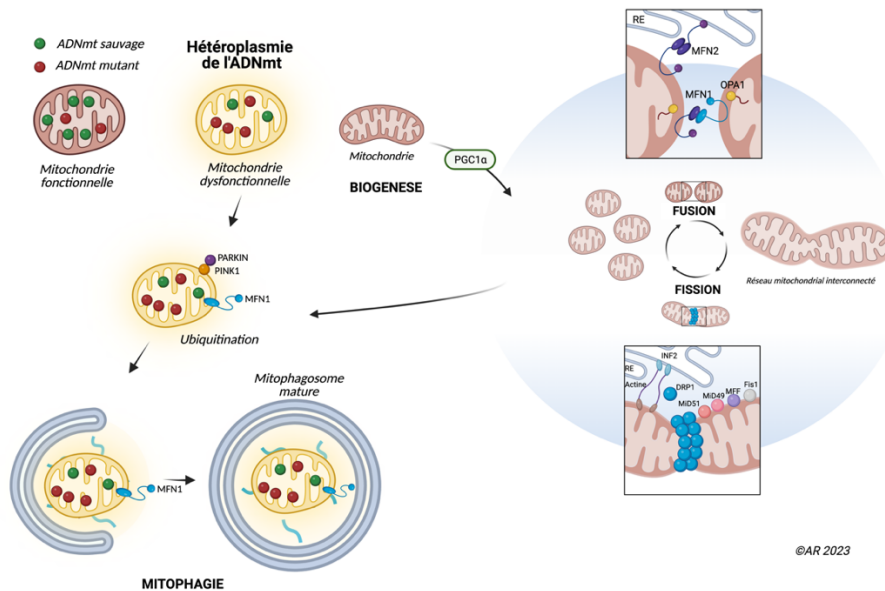 ADNmt sauvage
ADNmt mutant
Hétéroplasmie
de l'ADNmt
Mitochondrie
fonctionnelle
Mitochondrie
dysfonctionnelle
Mitochondrie
BIOGENESE
PGC1α
RE
MFN2
MFN1
OPA1
FUSION
FISSION
Réseau mitochondrial interconnecté
PARKIN
PINK1
MFN1
Ubiquitination
RE
INF2
Actine
DRP1
MiD51
MiD49
MFF
Fis1
Mitophagosome
mature
MFN1
MITOPHAGIE
©AR 2023